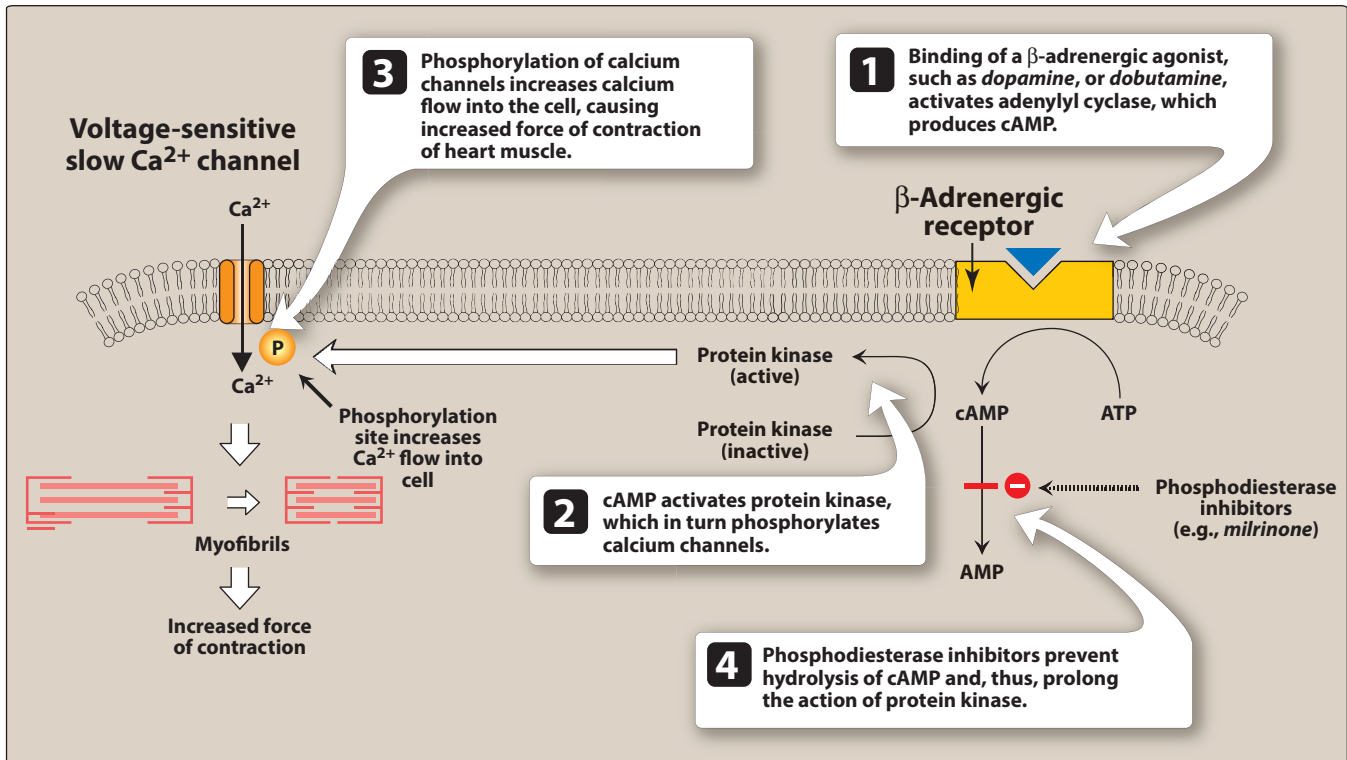 3
Phosphorylation of calcium
channels increases calcium
flow into the cell, causing
increased force of contraction
of heart muscle.
1
Binding of a β-adrenergic agonist,
such as dopamine, or dobutamine,
activates adenylyl cyclase, which
produces cAMP.
Voltage-sensitive
slow Ca²⁺ channel
Ca²⁺
β-Adrenergic
receptor
P
Ca²⁺
Phosphorylation
site increases
Ca²⁺ flow into
cell
Protein kinase
(active)
Protein kinase
(inactive)
cAMP
ATP
2
cAMP activates protein kinase,
which in turn phosphorylates
calcium channels.
Phosphodiesterase
inhibitors
(e.g., milrinone)
AMP
Myofibrils
Increased force
of contraction
4
Phosphodiesterase inhibitors prevent
hydrolysis of cAMP and, thus, prolong
the action of protein kinase.